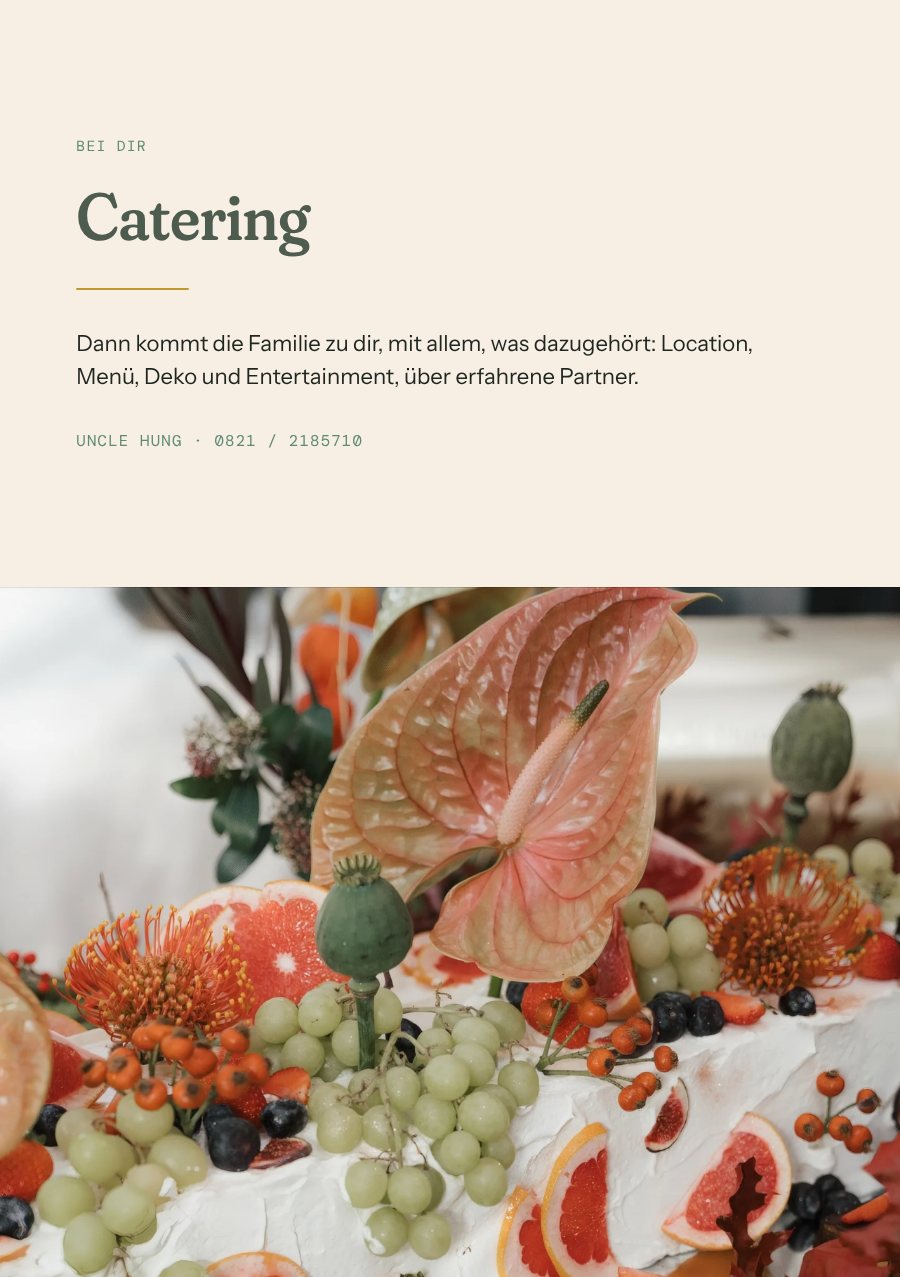 BEI DIR
Catering
Dann kommt die Familie zu dir, mit allem, was dazugehört: Location,
Menü, Deko und Entertainment, über erfahrene Partner.
UNCLE HUNG · 0821 / 2185710